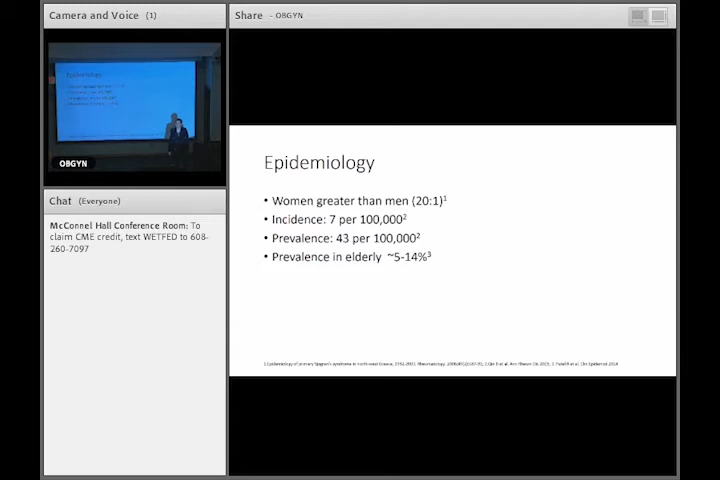 Camera and Voice (1)
Share - OBGYN
Epidemiology
OBGYN
Chat (Everyone)
McConnel Hall Conference Room: To
claim CME credit, text WETFED to 608-
260-7097
Epidemiology
• Women greater than men (20:1)¹
• Incidence: 7 per 100,000²
• Prevalence: 43 per 100,000²
• Prevalence in elderly ~5-14%³